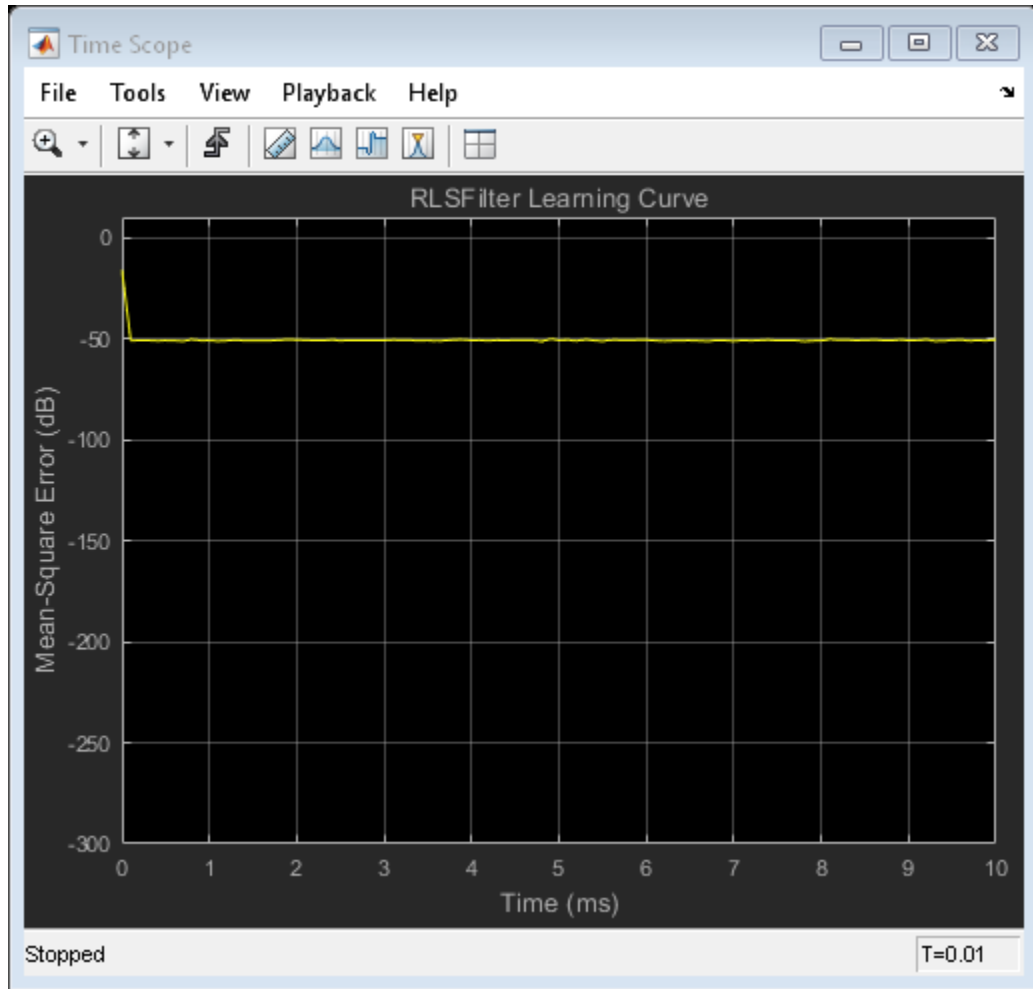 Time Scope
File Tools View Playback Help
RLSFilter Learning Curve
Mean-Square Error (dB)
0
-50
-100
-150
-200
-250
-300
0 1 2 3 4 5 6 7 8 9 10
Time (ms)
Stopped T=0.01